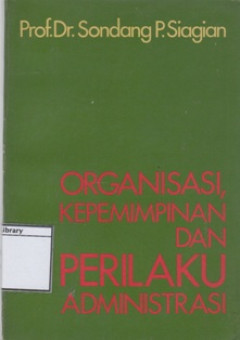 Prof.Dr. Sondang P. Siagian
ORGANISASI,
KEPEMIMPINAN
DAN
PERILAKU
ADMINISTRASI
library